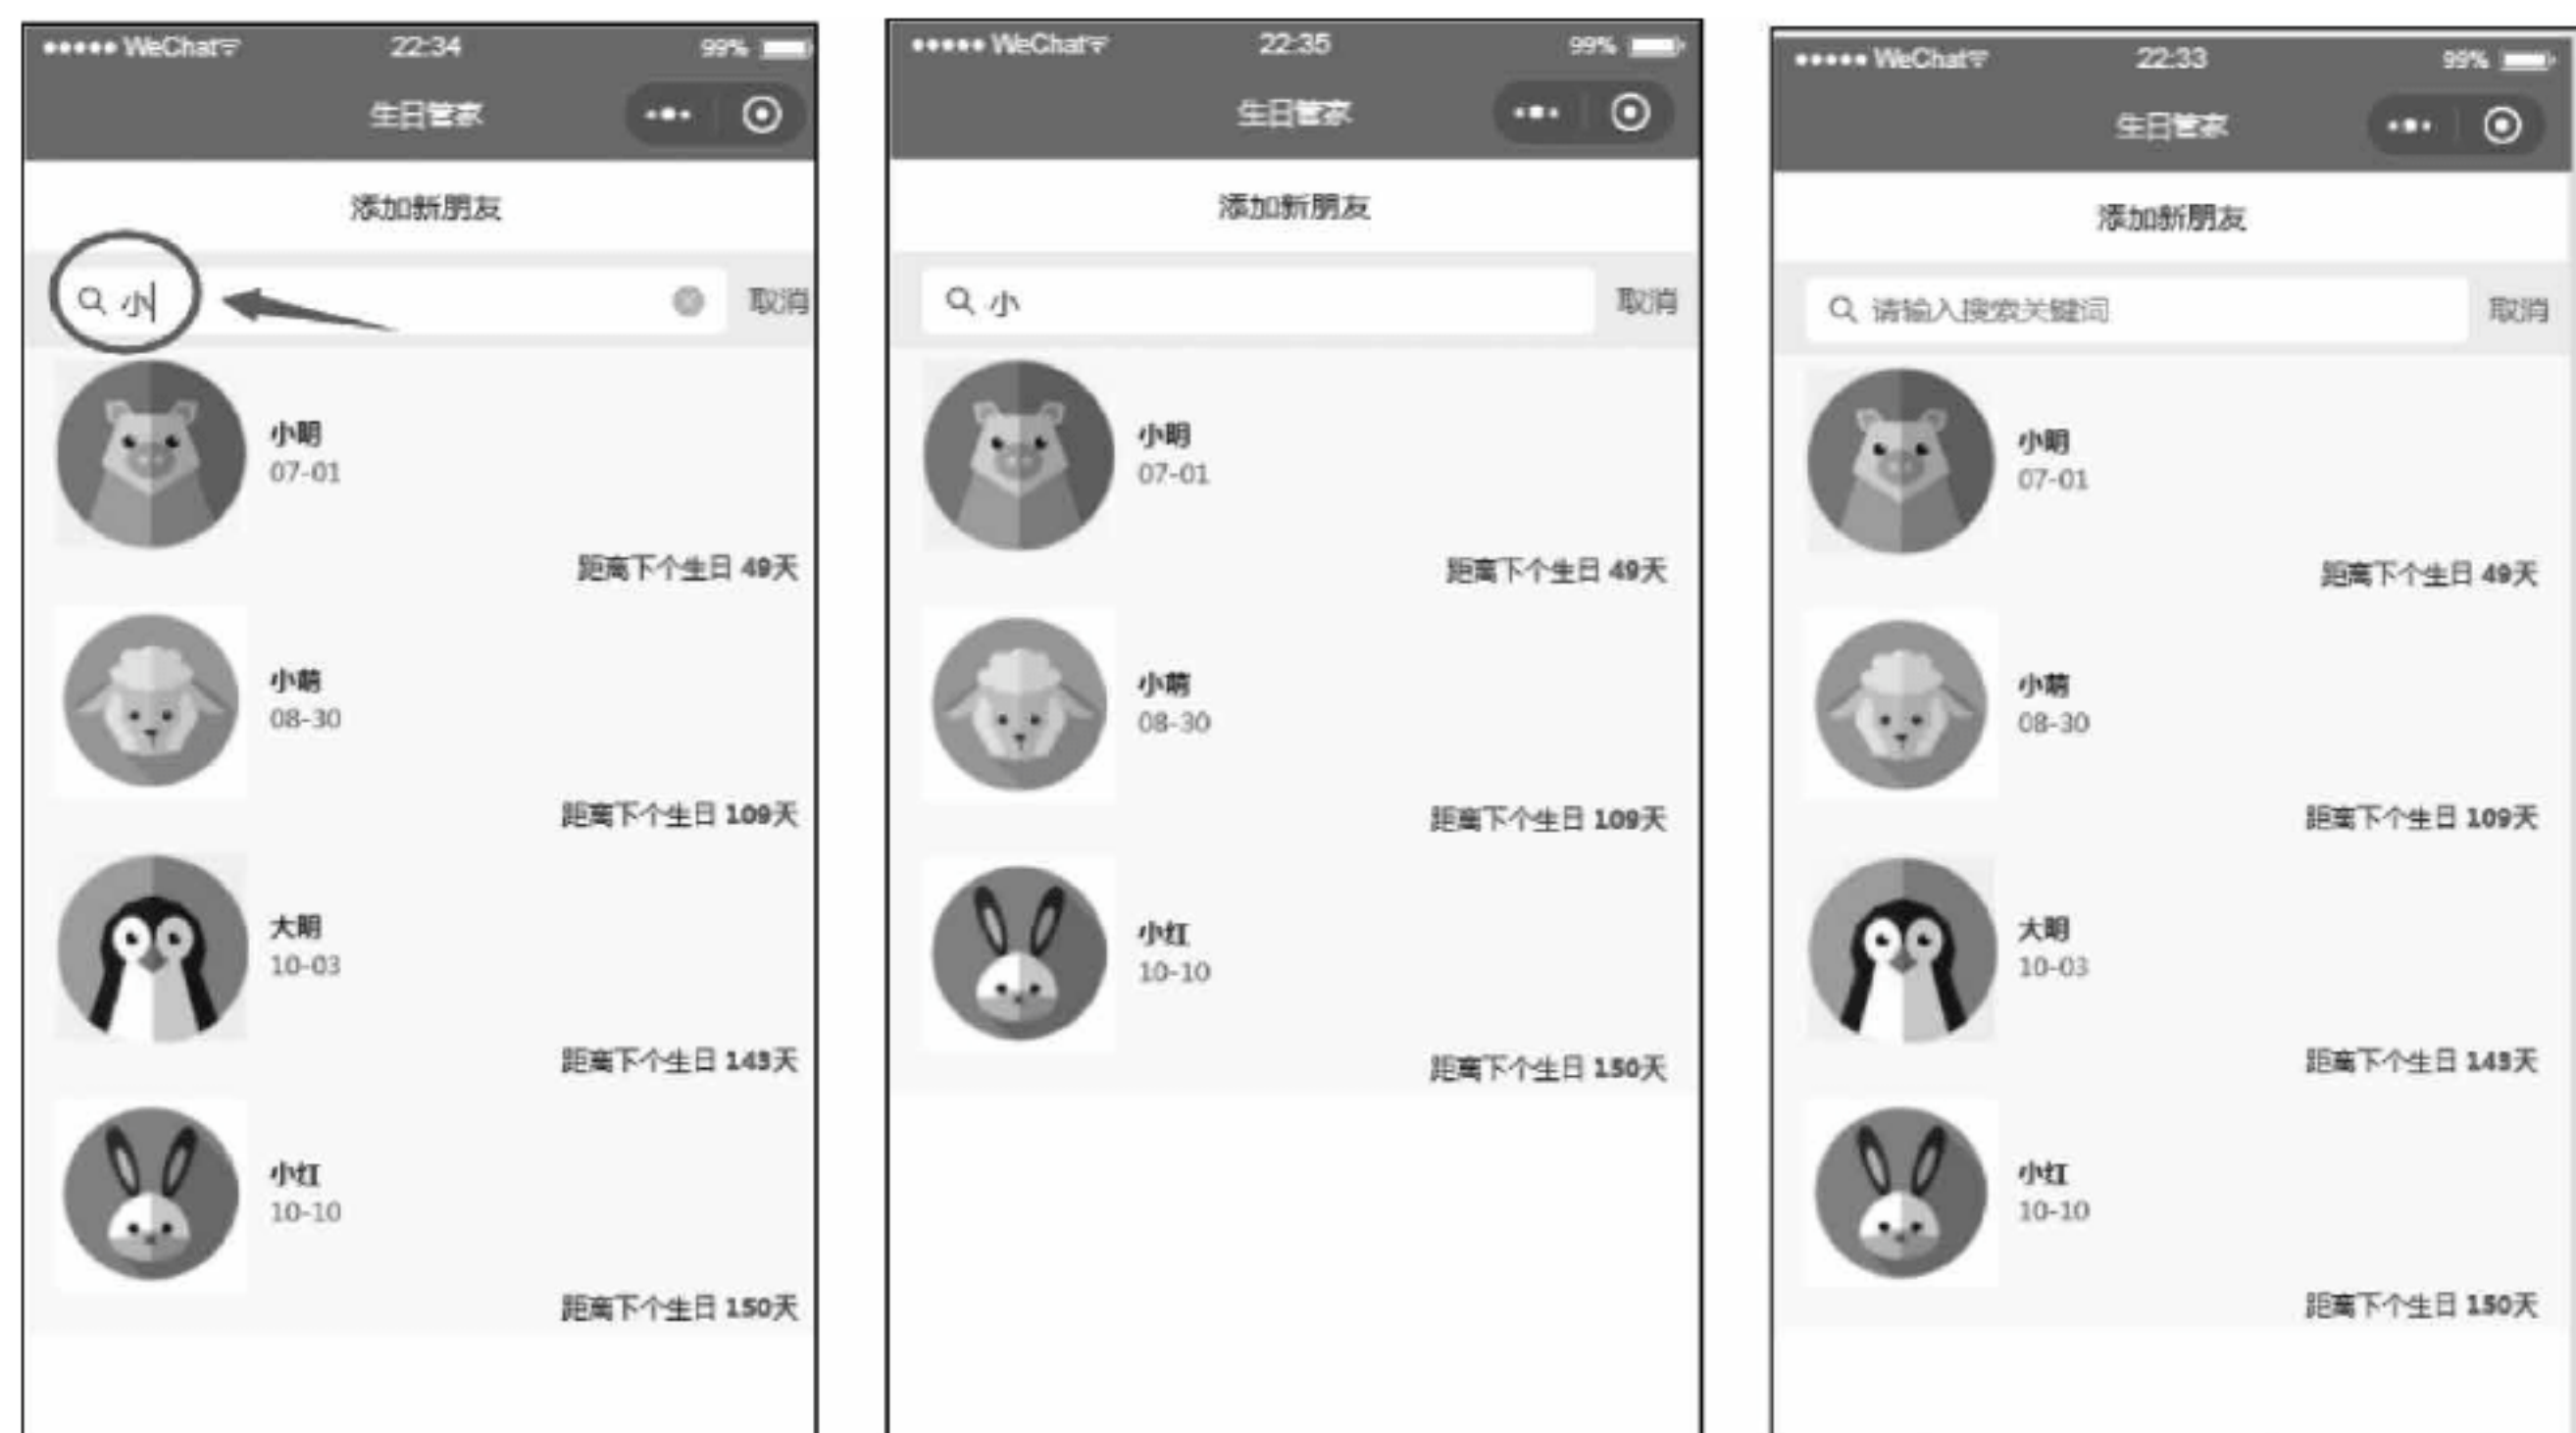 WeChat 22:34 99%
生日管家
添加新朋友
小 取消
小明
07-01
距离下个生日 49天
小萌
08-30
距离下个生日 109天
大明
10-03
距离下个生日 143天
小红
10-10
距离下个生日 150天
WeChat 22:35 99%
生日管家
添加新朋友
小 取消
小明
07-01
距离下个生日 49天
小萌
08-30
距离下个生日 109天
小红
10-10
距离下个生日 150天
WeChat 22:33 99%
生日管家
添加新朋友
请输入搜索关键词 取消
小明
07-01
距离下个生日 49天
小萌
08-30
距离下个生日 109天
大明
10-03
距离下个生日 143天
小红
10-10
距离下个生日 150天